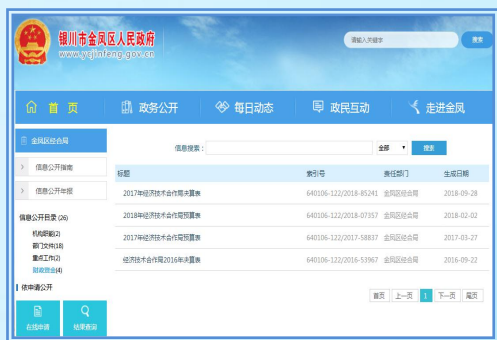 银川市金凤区人民政府
www.ycjinfeng.gov.cn
请输入关键字 搜索
首 页 政务公开 每日动态 政民互动 走进金凤
金凤区经合局
信息公开指南
信息公开年报
信息公开目录 (26)
机构职能(2)
部门文件(18)
重点工作(2)
财政资金(4)
依申请公开
在线申请 结果查询
信息搜索： 全部 搜索
标题 索引号 责任部门 生成日期
2017年经济技术合作局决算表 640106-122/2018-85241 金凤区经合局 2018-09-28
2018年经济技术合作局预算表 640106-122/2018-07357 金凤区经合局 2018-02-02
2017年经济技术合作局预算表 640106-122/2017-58837 金凤区经合局 2017-03-27
经济技术合作局2016年决算表 640106-122/2016-53967 金凤区经合局 2016-09-22
首页 上一页 1 下一页 尾页